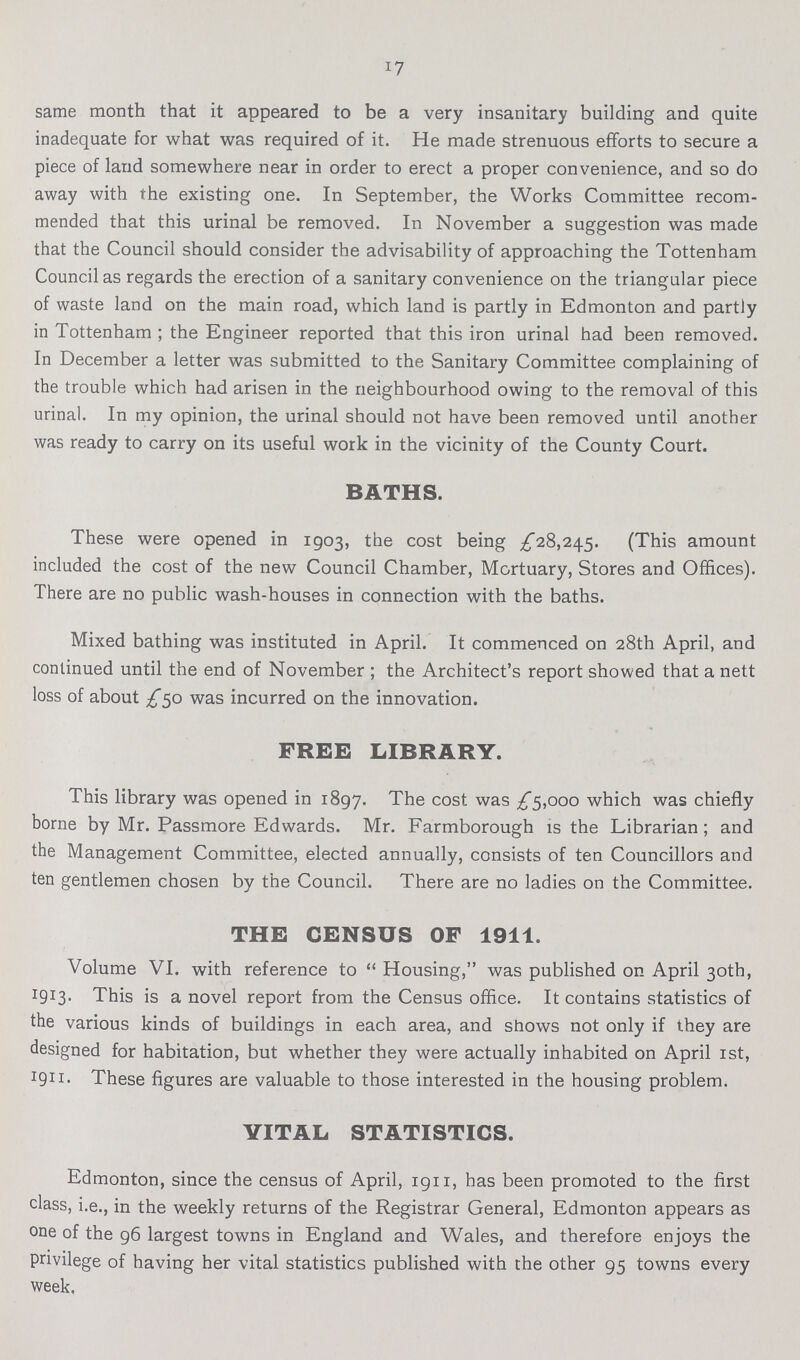 17
same month that it appeared to be a very insanitary building and quite
inadequate for what was required of it. He made strenuous efforts to secure a
piece of land somewhere near in order to erect a proper convenience, and so do
away with the existing one. In September, the Works Committee recom-
mended that this urinal be removed. In November a suggestion was made
that the Council should consider the advisability of approaching the Tottenham
Council as regards the erection of a sanitary convenience on the triangular piece
of waste land on the main road, which land is partly in Edmonton and partly
in Tottenham ; the Engineer reported that this iron urinal had been removed.
In December a letter was submitted to the Sanitary Committee complaining of
the trouble which had arisen in the neighbourhood owing to the removal of this
urinal. In my opinion, the urinal should not have been removed until another
was ready to carry on its useful work in the vicinity of the County Court.
BATHS.
These were opened in 1903, the cost being £28,245. (This amount
included the cost of the new Council Chamber, Mortuary, Stores and Offices).
There are no public wash-houses in connection with the baths.
Mixed bathing was instituted in April. It commenced on 28th April, and
continued until the end of November ; the Architect's report showed that a nett
loss of about £50 was incurred on the innovation.
FREE LIBRARY.
This library was opened in 1897. The cost was £5,000 which was chiefly
borne by Mr. Passmore Edwards. Mr. Farmborough is the Librarian; and
the Management Committee, elected annually, consists of ten Councillors and
ten gentlemen chosen by the Council. There are no ladies on the Committee.
THE CENSUS OF 1911.
Volume VI. with reference to " Housing," was published on April 30th,
1913. This is a novel report from the Census office. It contains statistics of
the various kinds of buildings in each area, and shows not only if they are
designed for habitation, but whether they were actually inhabited on April 1st,
1911. These figures are valuable to those interested in the housing problem.
VITAL STATISTICS.
Edmonton, since the census of April, 1911, has been promoted to the first
class, i.e., in the weekly returns of the Registrar General, Edmonton appears as
one of the 96 largest towns in England and Wales, and therefore enjoys the
privilege of having her vital statistics published with the other 95 towns every
week.